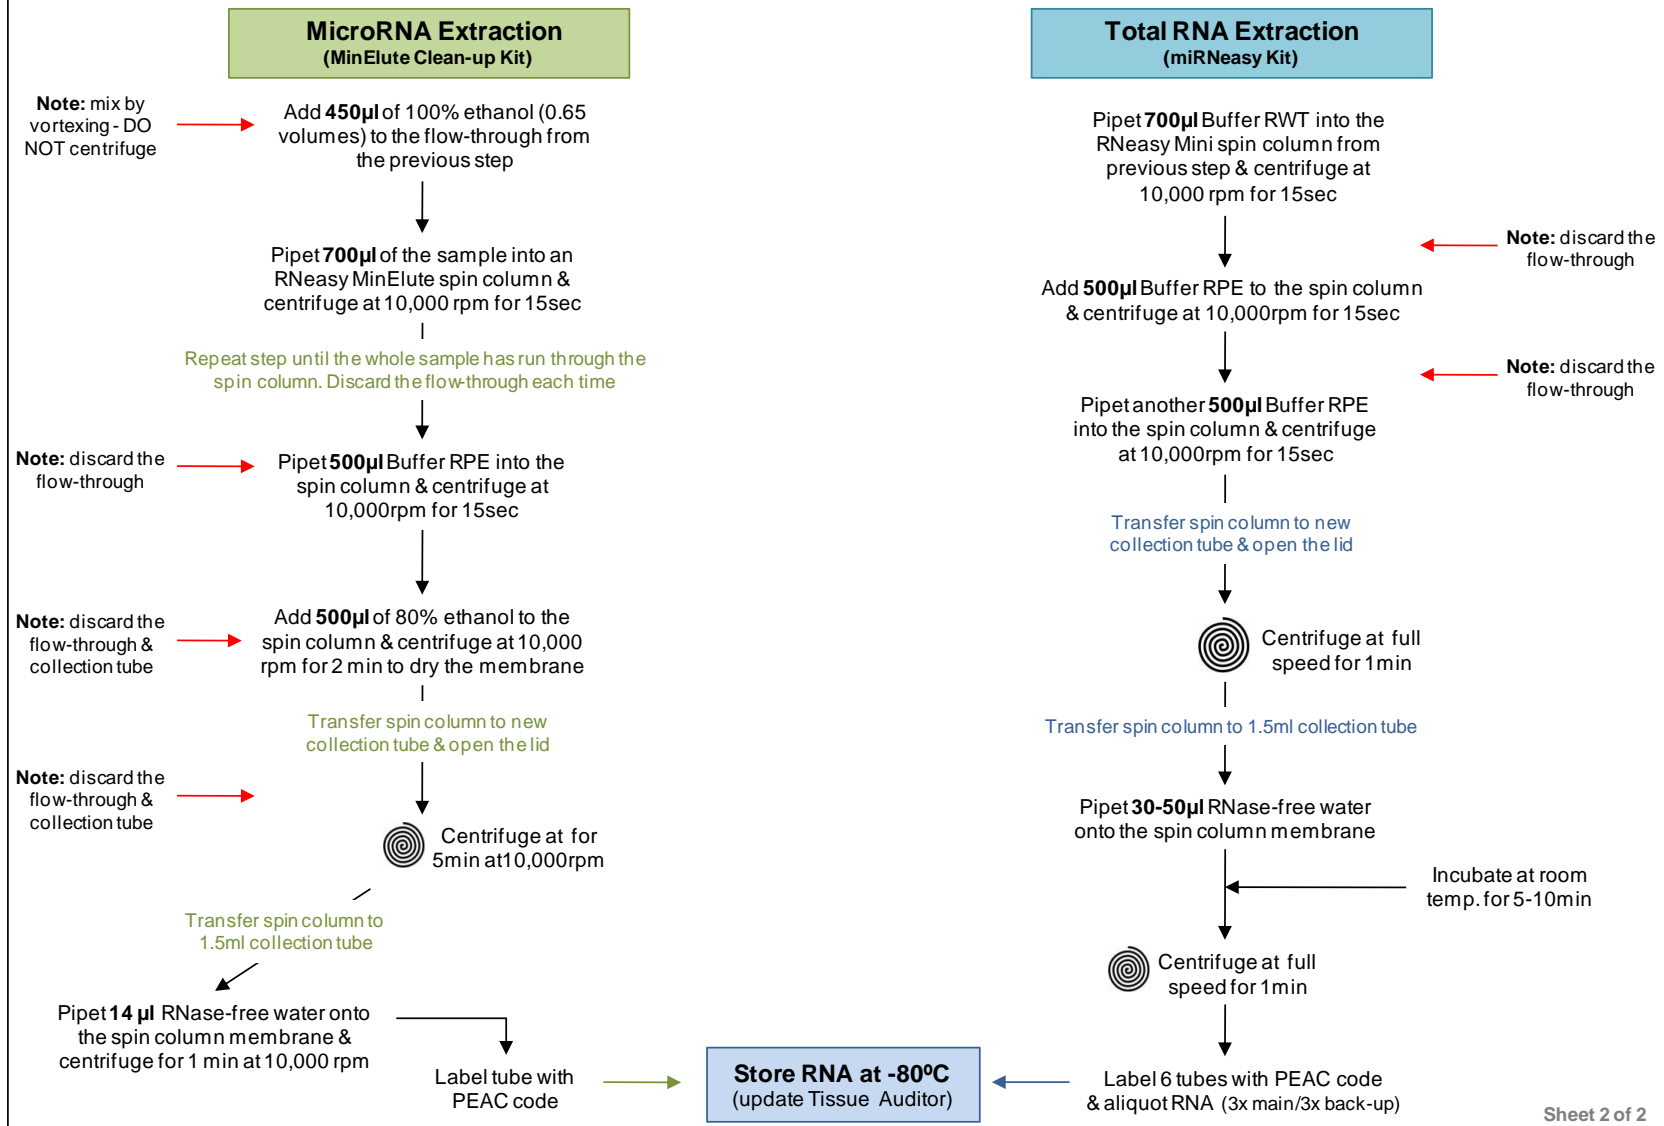 MicroRNA Extraction
(MinElute Clean-up Kit)
Note: mix by
vortexing - DO
NOT centrifuge
Add 450µl of 100% ethanol (0.65
volumes) to the flow-through from
the previous step
Pipet 700µl of the sample into an
RNeasy MinElute spin column &
centrifuge at 10,000 rpm for 15sec
Repeat step until the whole sample has run through the
spin column. Discard the flow-through each time
Note: discard the
flow-through
Pipet 500µl Buffer RPE into the
spin column & centrifuge at
10,000rpm for 15sec
Note: discard the
flow-through &
collection tube
Add 500µl of 80% ethanol to the
spin column & centrifuge at 10,000
rpm for 2 min to dry the membrane
Transfer spin column to new
collection tube & open the lid
Note: discard the
flow-through &
collection tube
Centrifuge at for
5min at10,000rpm
Transfer spin column to
1.5ml collection tube
Pipet 14 µl RNase-free water onto
the spin column membrane &
centrifuge for 1 min at 10,000 rpm
Label tube with
PEAC code
Total RNA Extraction
(miRNeasy Kit)
Pipet 700µl Buffer RWT into the
RNeasy Mini spin column from
previous step & centrifuge at
10,000 rpm for 15sec
Note: discard the
flow-through
Add 500µl Buffer RPE to the spin column
& centrifuge at 10,000rpm for 15sec
Note: discard the
flow-through
Pipet another 500µl Buffer RPE
into the spin column & centrifuge
at 10,000rpm for 15sec
Transfer spin column to new
collection tube & open the lid
Centrifuge at full
speed for 1min
Transfer spin column to 1.5ml collection tube
Pipet 30-50µl RNase-free water
onto the spin column membrane
Incubate at room
temp. for 5-10min
Centrifuge at full
speed for 1min
Label 6 tubes with PEAC code
& aliquot RNA (3x main/3x back-up)
Store RNA at -80ºC
(update Tissue Auditor)
Sheet 2 of 2